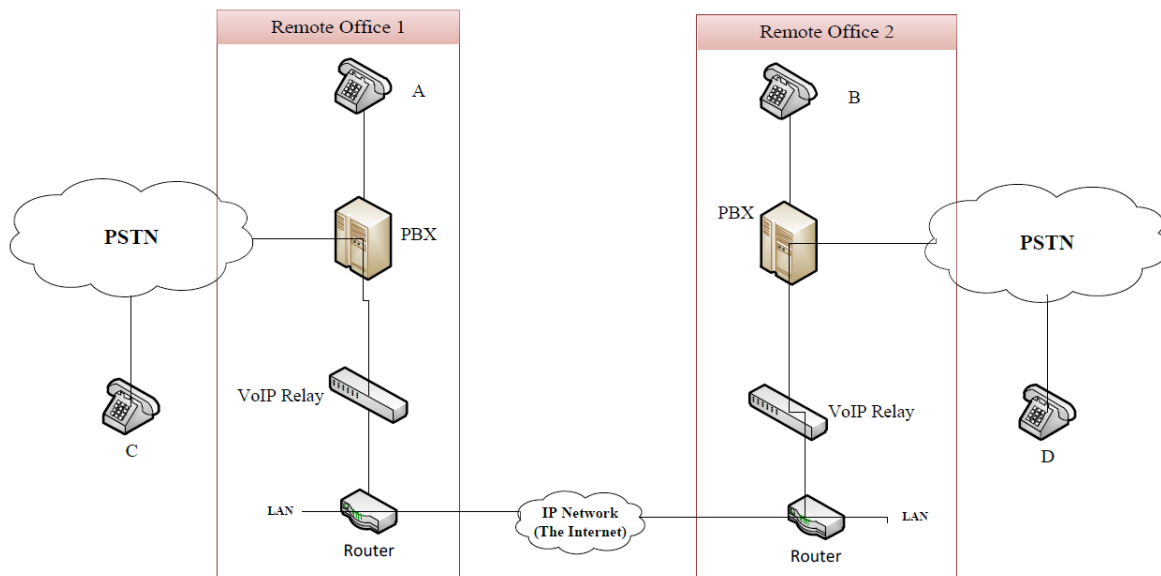 Remote Office 1
Remote Office 2
A
B
PSTN
PBX
PBX
PSTN
VoIP Relay
VoIP Relay
C
D
LAN
IP Network
(The Internet)
LAN
Router
Router